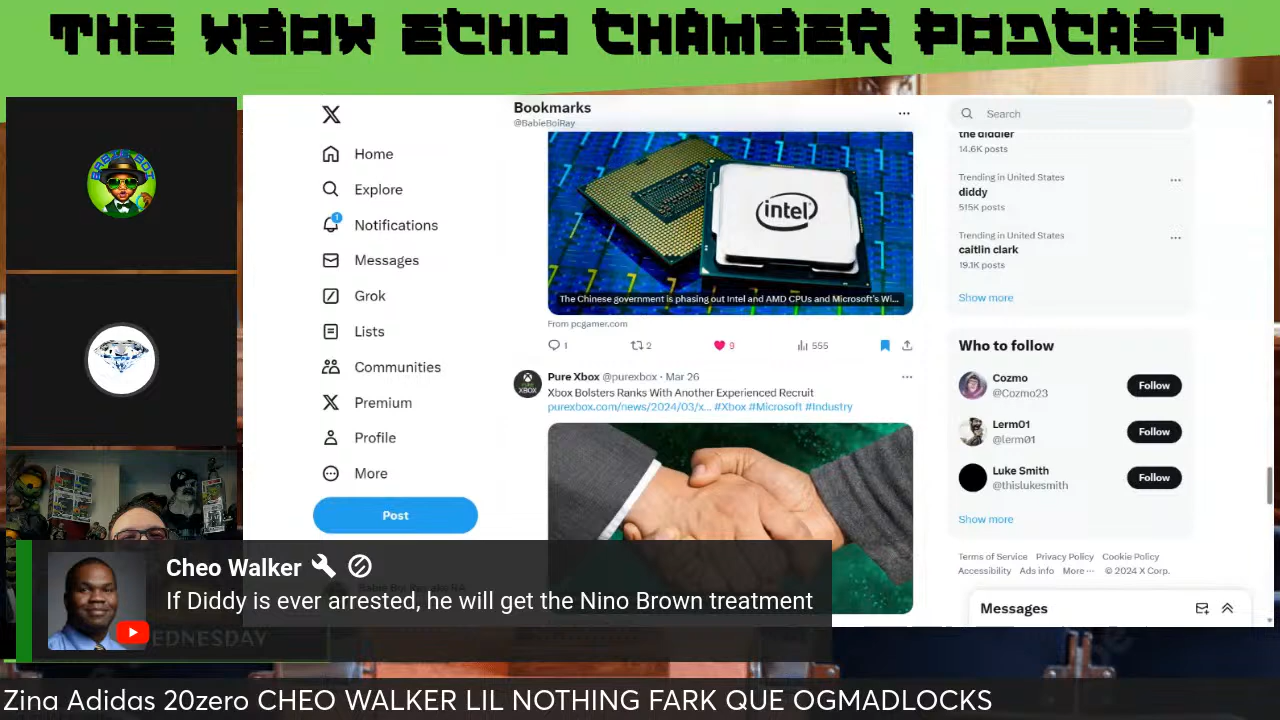 THE XBOX ECHO CHAMBER PODCAST
Bookmarks
@BabieBoiRay
Home
Explore
1
Notifications
Messages
Grok
Lists
Communities
Premium
Profile
More
Post
intel
The Chinese government is phasing out Intel and AMD CPUs and Microsoft's Wi...
From pcgamer.com
1 2 9 555
Pure Xbox @purexbox · Mar 26
Xbox Bolsters Ranks With Another Experienced Recruit
purexbox.com/news/2024/03/x... #Xbox #Microsoft #Industry
Search
the diddler
14.6K posts
Trending in United States
diddy
515K posts
Trending in United States
caitlin clark
19.1K posts
Show more
Who to follow
Cozmo
@Cozmo23
Follow
Lerm01
@lerm01
Follow
Luke Smith
@thislukesmith
Follow
Show more
Terms of Service Privacy Policy Cookie Policy
Accessibility Ads info More ··· © 2024 X Corp.
Messages
Cheo Walker
If Diddy is ever arrested, he will get the Nino Brown treatment
EDNESDAY
Zina Adidas 20zero CHEO WALKER LIL NOTHING FARK QUE OGMADLOCKS